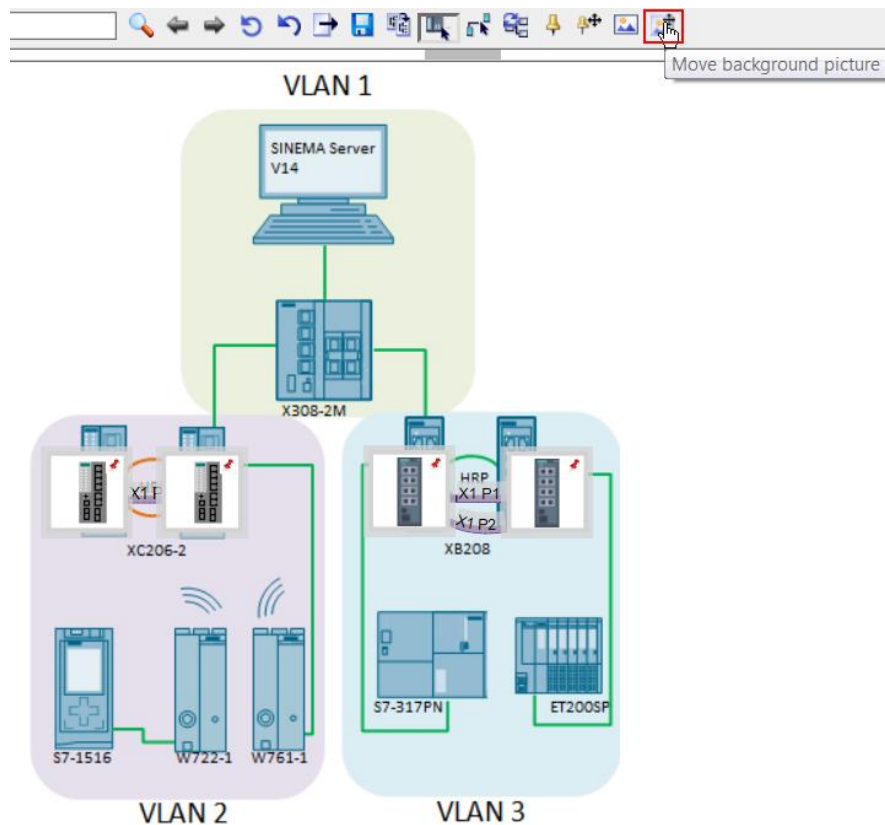 Move background picture
VLAN 1
SINEMA Server
V14
X308-2M
X1 P
HRP
X1 P1
X1 P2
XC206-2
XB208
S7-317PN
ET200SP
S7-1516
W722-1
W761-1
VLAN 2
VLAN 3